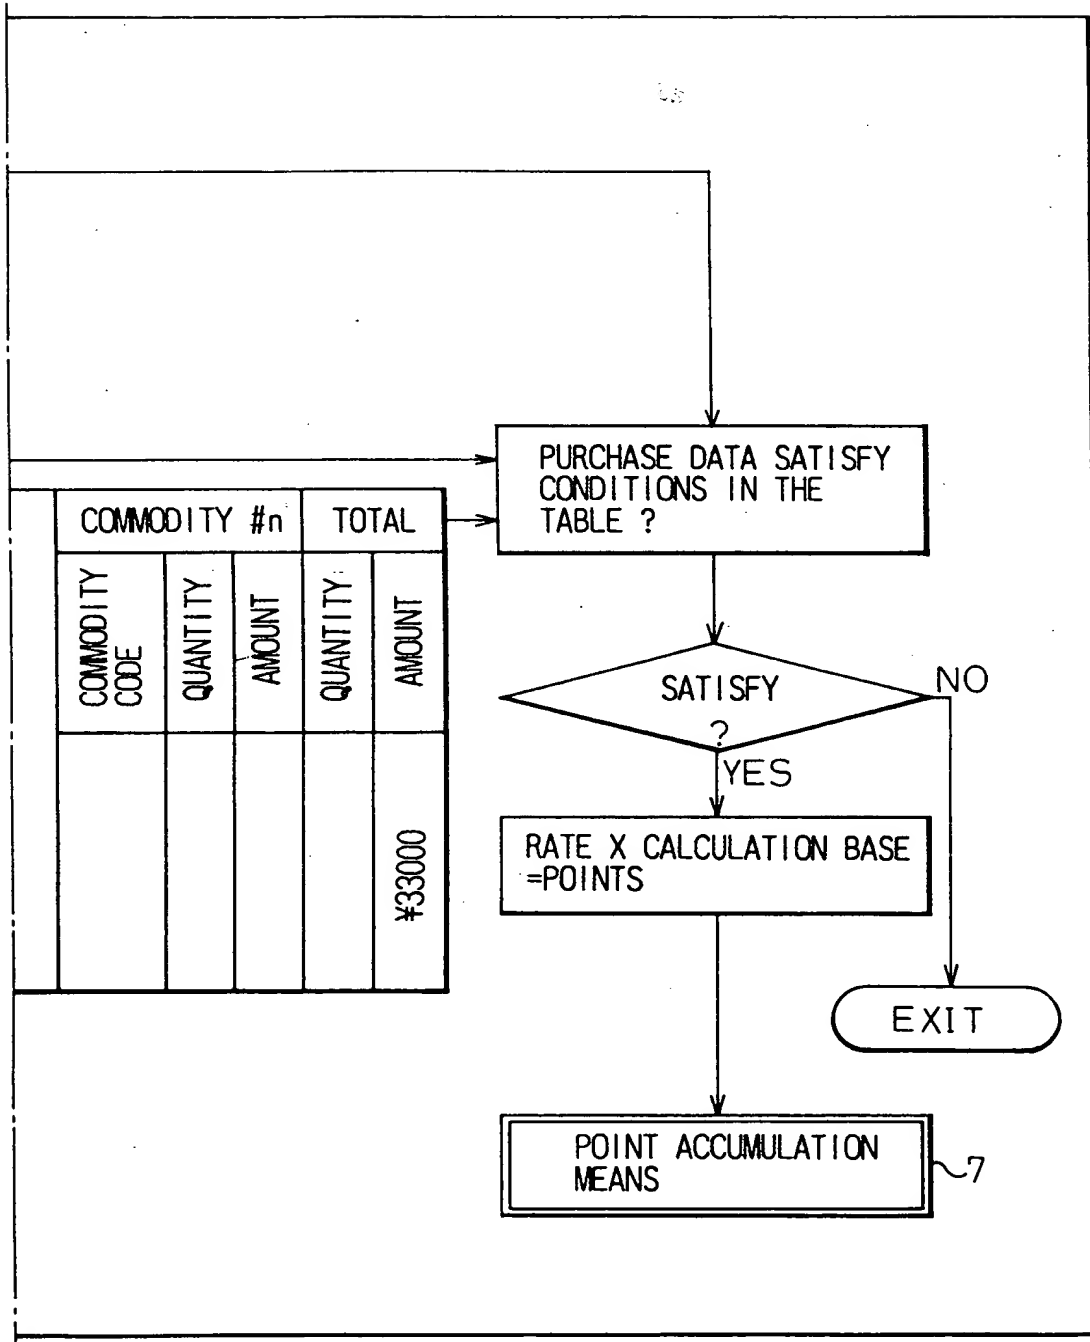 PURCHASE DATA SATISFY
CONDITIONS IN THE
TABLE ?
COMMODITY #n
TOTAL
COMMODITY
CODE
QUANTITY
AMOUNT
QUANTITY
AMOUNT
¥33000
SATISFY
?
NO
YES
RATE X CALCULATION BASE
=POINTS
EXIT
POINT ACCUMULATION
MEANS
7